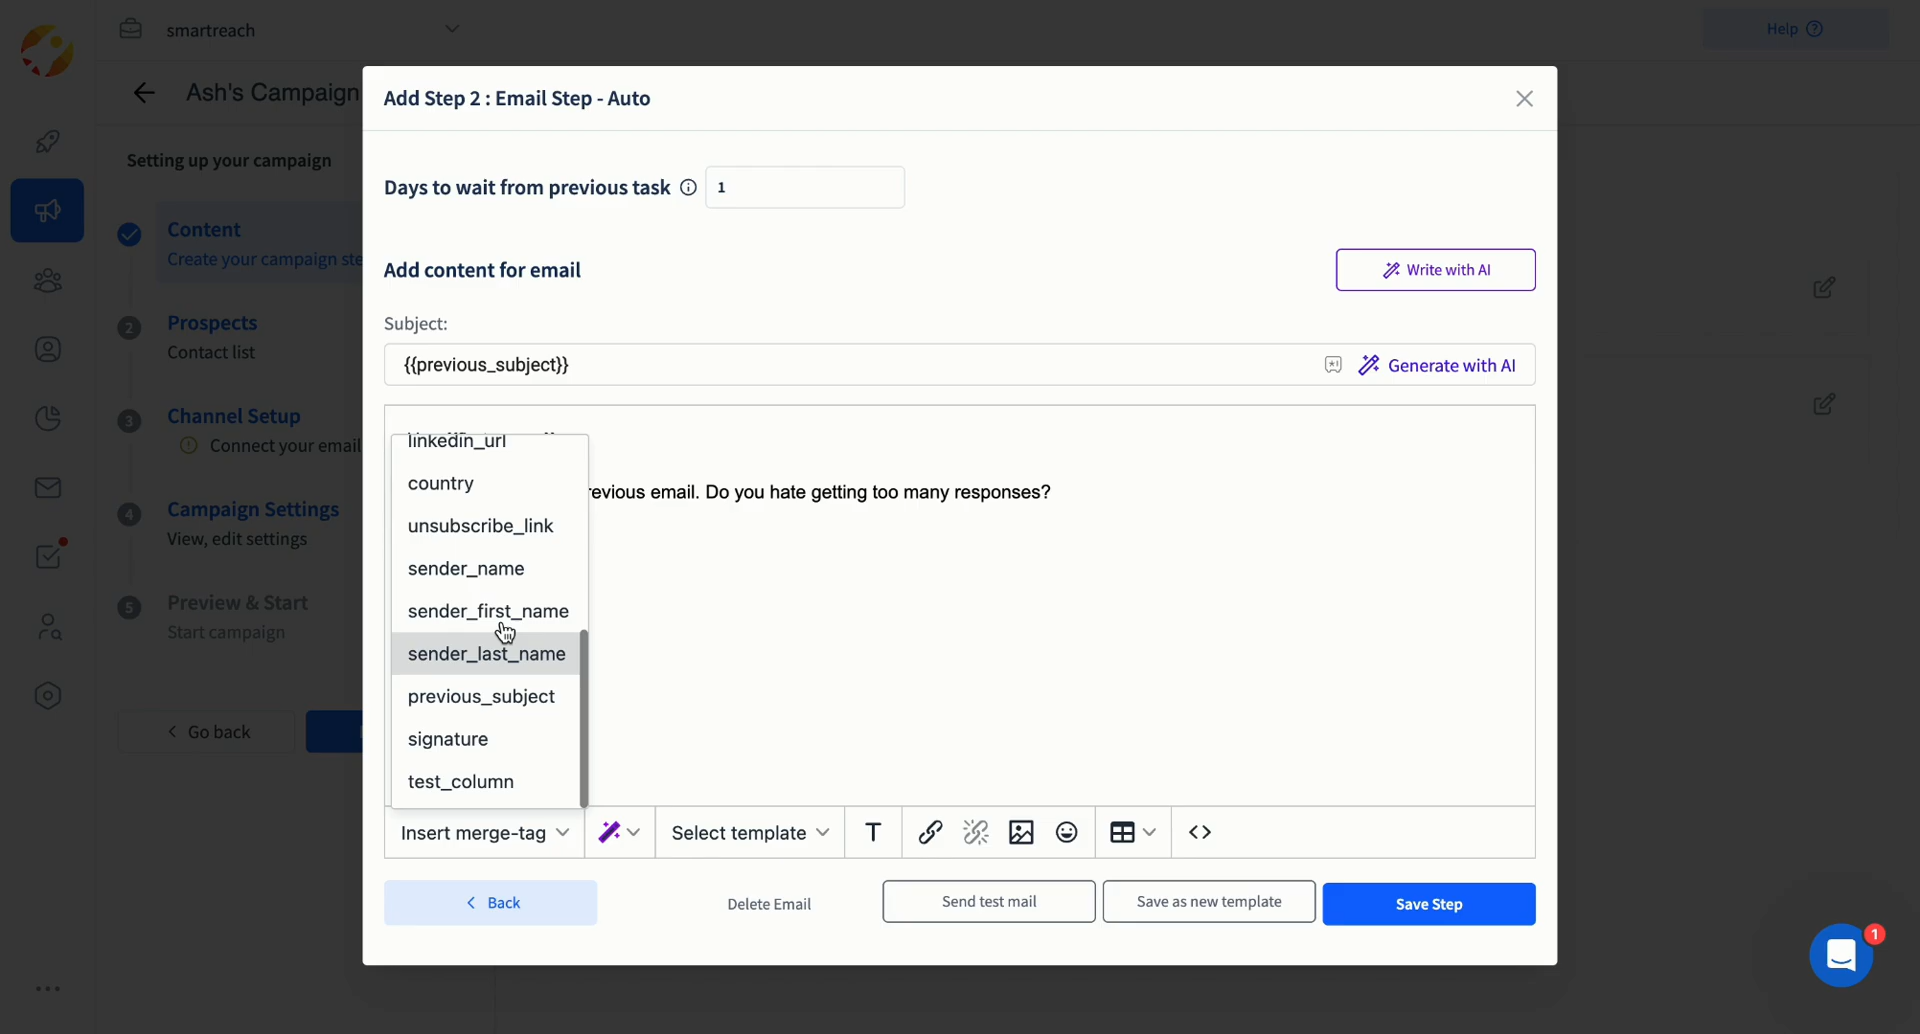 smartreach
Help
Ash's Campaign
Add Step 2 : Email Step - Auto
Setting up your campaign
Days to wait from previous task
1
Content
Create your campaign ste
Add content for email
Write with AI
2
Prospects
Contact list
Subject:
{{previous_subject}}
Generate with AI
3
Channel Setup
Connect your email
linkedin_url
country
revious email. Do you hate getting too many responses?
unsubscribe_link
4
Campaign Settings
View, edit settings
sender_name
sender_first_name
5
Preview & Start
Start campaign
sender_last_name
previous_subject
Go back
signature
test_column
Insert merge-tag
Select template
T
Back
Delete Email
Send test mail
Save as new template
Save Step
1